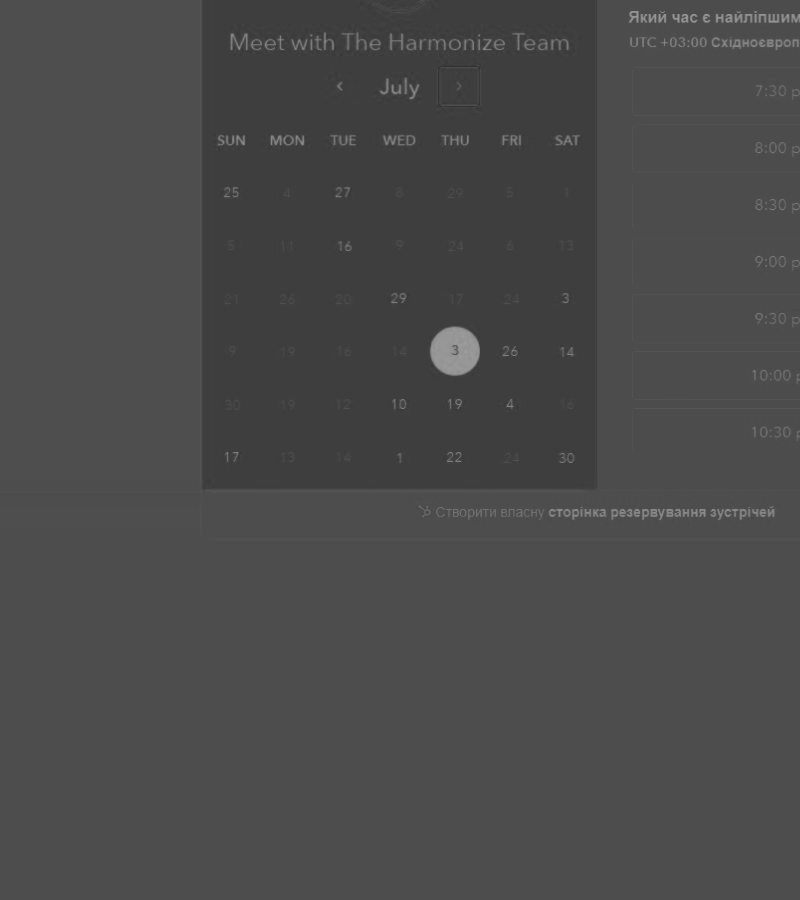 Meet with The Harmonize Team
July
SUN MON TUE WED THU FRI SAT
25 4 27 8 29 5 1
5 11 16 9 24 6 13
21 26 20 29 17 24 3
9 19 16 14 3 26 14
30 19 12 10 19 4 16
17 13 14 1 22 24 30
Який час є найліпшим
UTC +03:00 Східноєвроп
7:30 p
8:00 p
8:30 p
9:00 p
9:30 p
10:00 p
10:30 p
Створити власну сторінка резервування зустрічей